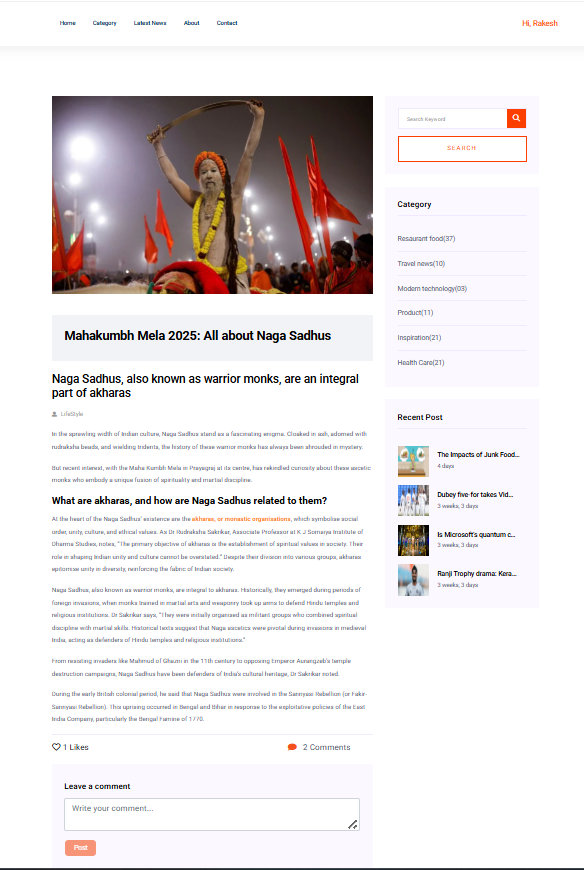 Home Category Latest News About Contact Hi, Rakesh
Search Keyword
SEARCH
Category
Resaurant food(37)
Travel news(10)
Modern technology(03)
Product(11)
Inspiration(21)
Health Care(21)
Recent Post
The Impacts of Junk Food...
4 days
Dubey five-for takes Vid...
3 weeks, 3 days
Is Microsoft's quantum c...
3 weeks, 3 days
Ranji Trophy drama: Kera...
3 weeks, 3 days
Mahakumbh Mela 2025: All about Naga Sadhus
Naga Sadhus, also known as warrior monks, are an integral
part of akharas
LifeStyle
In the sprawling width of Indian culture, Naga Sadhus stand as a fascinating enigma. Cloaked in ash, adorned with
rudraksha beads, and wielding tridents, the history of these warrior monks has always been shrouded in mystery.
But recent interest, with the Maha Kumbh Mela in Prayagraj at its centre, has rekindled curiosity about these ascetic
monks who embody a unique fusion of spirituality and martial discipline.
What are akharas, and how are Naga Sadhus related to them?
At the heart of the Naga Sadhus' existence are the akharas, or monastic organisations, which symbolise social
order, unity, culture, and ethical values. As Dr Rudraksha Sakrikar, Associate Professor at K J Somaiya Institute of
Dharma Studies, notes, "The primary objective of akharas is the establishment of spiritual values in society. Their
role in shaping Indian unity and culture cannot be overstated." Despite their division into various groups, akharas
epitomise unity in diversity, reinforcing the fabric of Indian society.
Naga Sadhus, also known as warrior monks, are integral to akharas. Historically, they emerged during periods of
foreign invasions, when monks trained in martial arts and weaponry took up arms to defend Hindu temples and
religious institutions. Dr Sakrikar says, "They were initially organised as militant groups who combined spiritual
discipline with martial skills. Historical texts suggest that Naga ascetics were pivotal during invasions in medieval
India, acting as defenders of Hindu temples and religious institutions."
From resisting invaders like Mahmud of Ghazni in the 11th century to opposing Emperor Aurangzeb's temple
destruction campaigns, Naga Sadhus have been defenders of India's cultural heritage, Dr Sakrikar noted.
During the early British colonial period, he said that Naga Sadhus were involved in the Sannyasi Rebellion (or Fakir-
Sannyasi Rebellion). This uprising occurred in Bengal and Bihar in response to the exploitative policies of the East
India Company, particularly the Bengal Famine of 1770.
1 Likes 2 Comments
Leave a comment
Write your comment...
Post